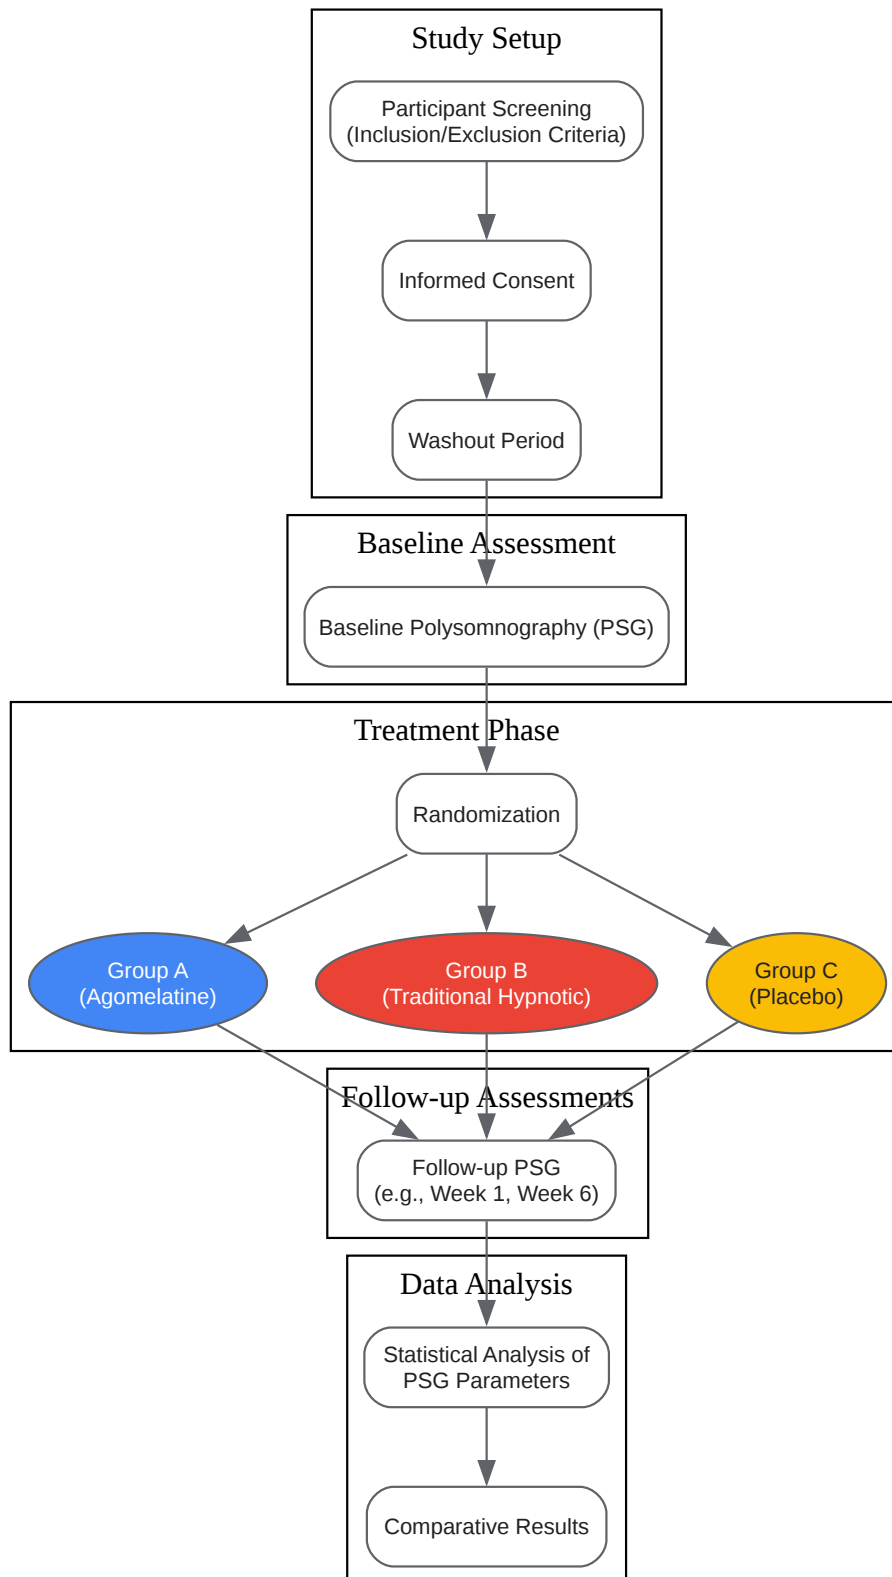 Study Setup
Participant Screening
(Inclusion/Exclusion Criteria)
Informed Consent
Washout Period
Baseline Assessment
Baseline Polysomnography (PSG)
Treatment Phase
Randomization
Group A
(Agomelatine)
Group B
(Traditional Hypnotic)
Group C
(Placebo)
Follow-up Assessments
Follow-up PSG
(e.g., Week 1, Week 6)
Data Analysis
Statistical Analysis of
PSG Parameters
Comparative Results